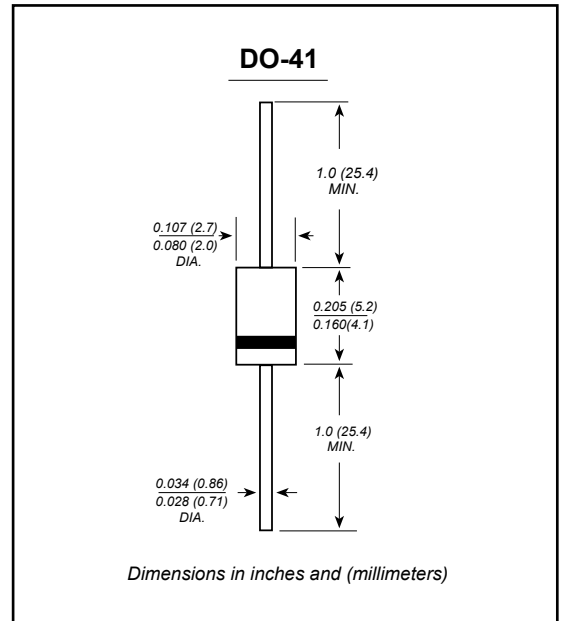 DO-41
1.0 (25.4)
MIN.
0.107 (2.7)
0.080 (2.0)
DIA.
0.205 (5.2)
0.160(4.1)
1.0 (25.4)
MIN.
0.034 (0.86)
0.028 (0.71)
DIA.
Dimensions in inches and (millimeters)